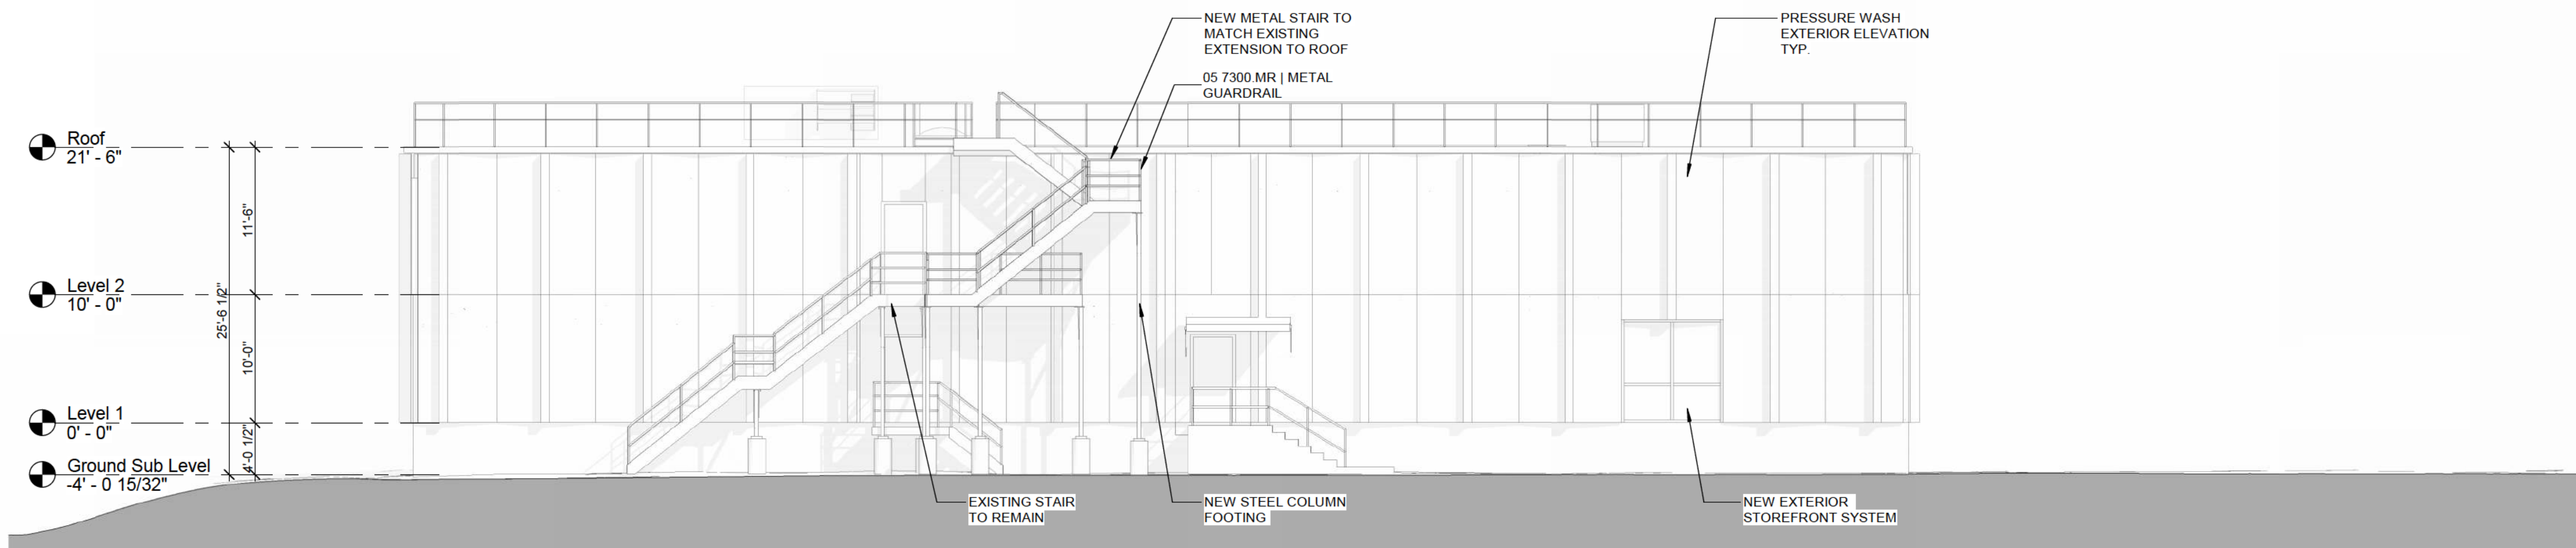 NEW METAL STAIR TO
MATCH EXISTING
EXTENSION TO ROOF
05 7300.MR | METAL
GUARDRAIL
PRESSURE WASH
EXTERIOR ELEVATION
TYP.
Roof
21' - 6"
11'-6"
Level 2
10' - 0"
25'-6 1/2"
10'-0"
Level 1
0' - 0"
4'-0 1/2"
Ground Sub Level
-4' - 0 15/32"
EXISTING STAIR
TO REMAIN
NEW STEEL COLUMN
FOOTING
NEW EXTERIOR
STOREFRONT SYSTEM